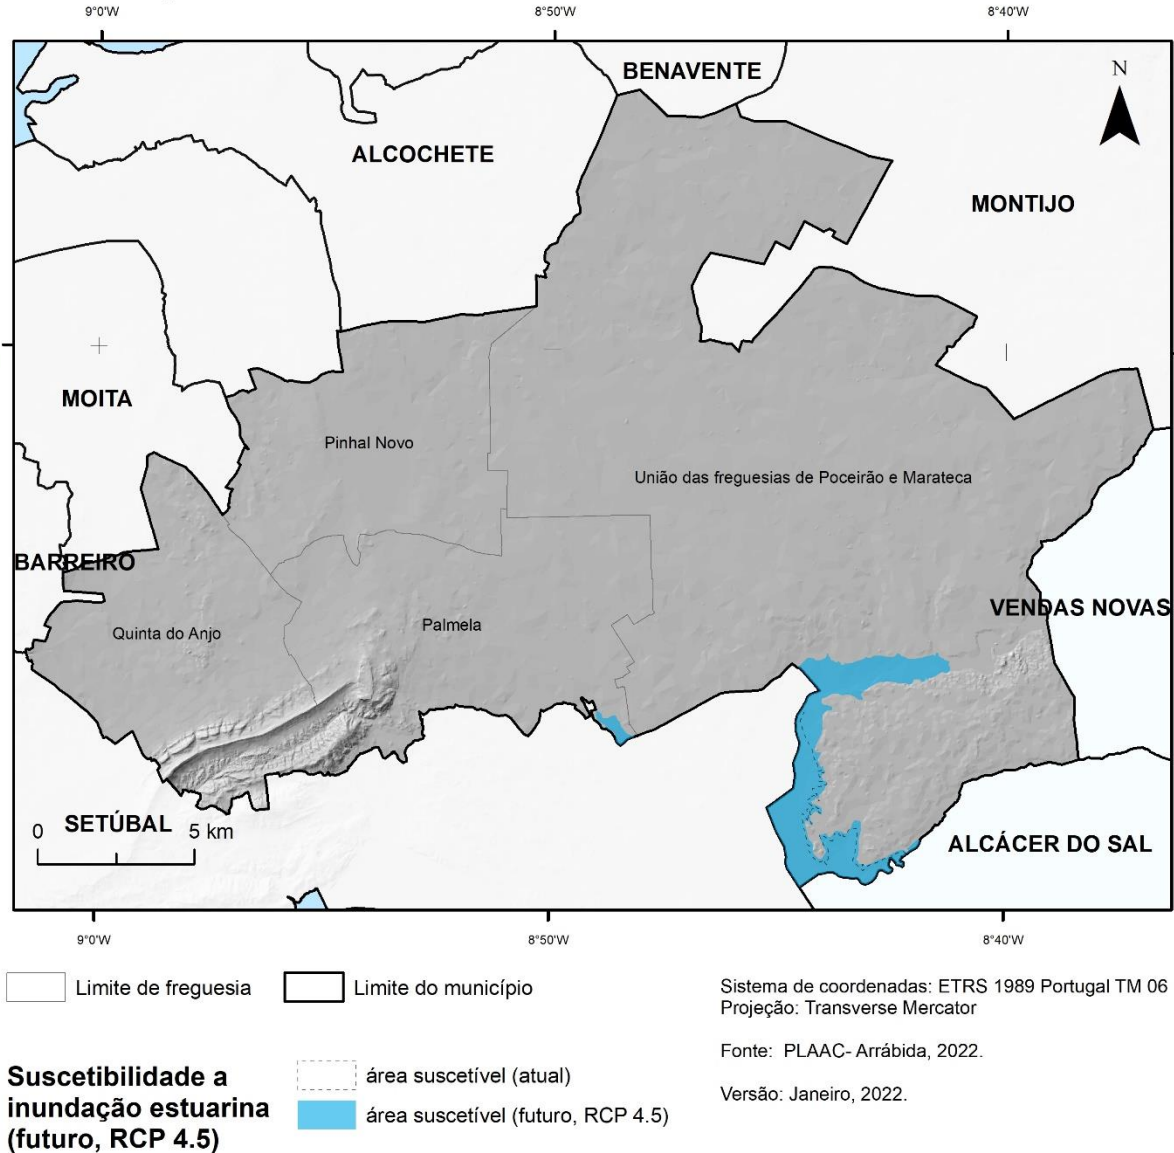 9°0'W
8°50'W
8°40'W
N
BENAVENTE
ALCOCHETE
MONTIJO
MOITA
Pinhal Novo
União das freguesias de Poceirão e Marateca
BARREIRO
VENDAS NOVAS
Quinta do Anjo
Palmela
SETÚBAL
0
5 km
ALCÁCER DO SAL
9°0'W
8°50'W
8°40'W
Limite de freguesia
Limite do município
Sistema de coordenadas: ETRS 1989 Portugal TM 06
Projeção: Transverse Mercator
Fonte: PLAAC- Arrábida, 2022.
Versão: Janeiro, 2022.
Suscetibilidade a
inundação estuarina
(futuro, RCP 4.5)
área suscetível (atual)
área suscetível (futuro, RCP 4.5)